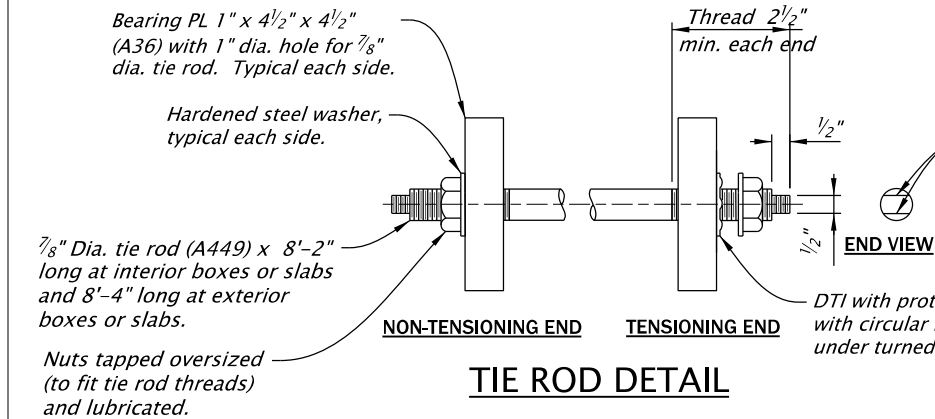 Bearing PL 1" x 4½" x 4½"
(A36) with 1" dia. hole for ⅞"
dia. tie rod.  Typical each side.
Thread 2½"
min. each end
Hardened steel washer,
typical each side.
½"
½"
END VIEW
⅞" Dia. tie rod (A449) x 8'-2"
long at interior boxes or slabs
and 8'-4" long at exterior
boxes or slabs.
NON-TENSIONING END
TENSIONING END
DTI with
with circular
under turned
Nuts tapped oversized
(to fit tie rod threads)
and lubricated.
TIE ROD DETAIL